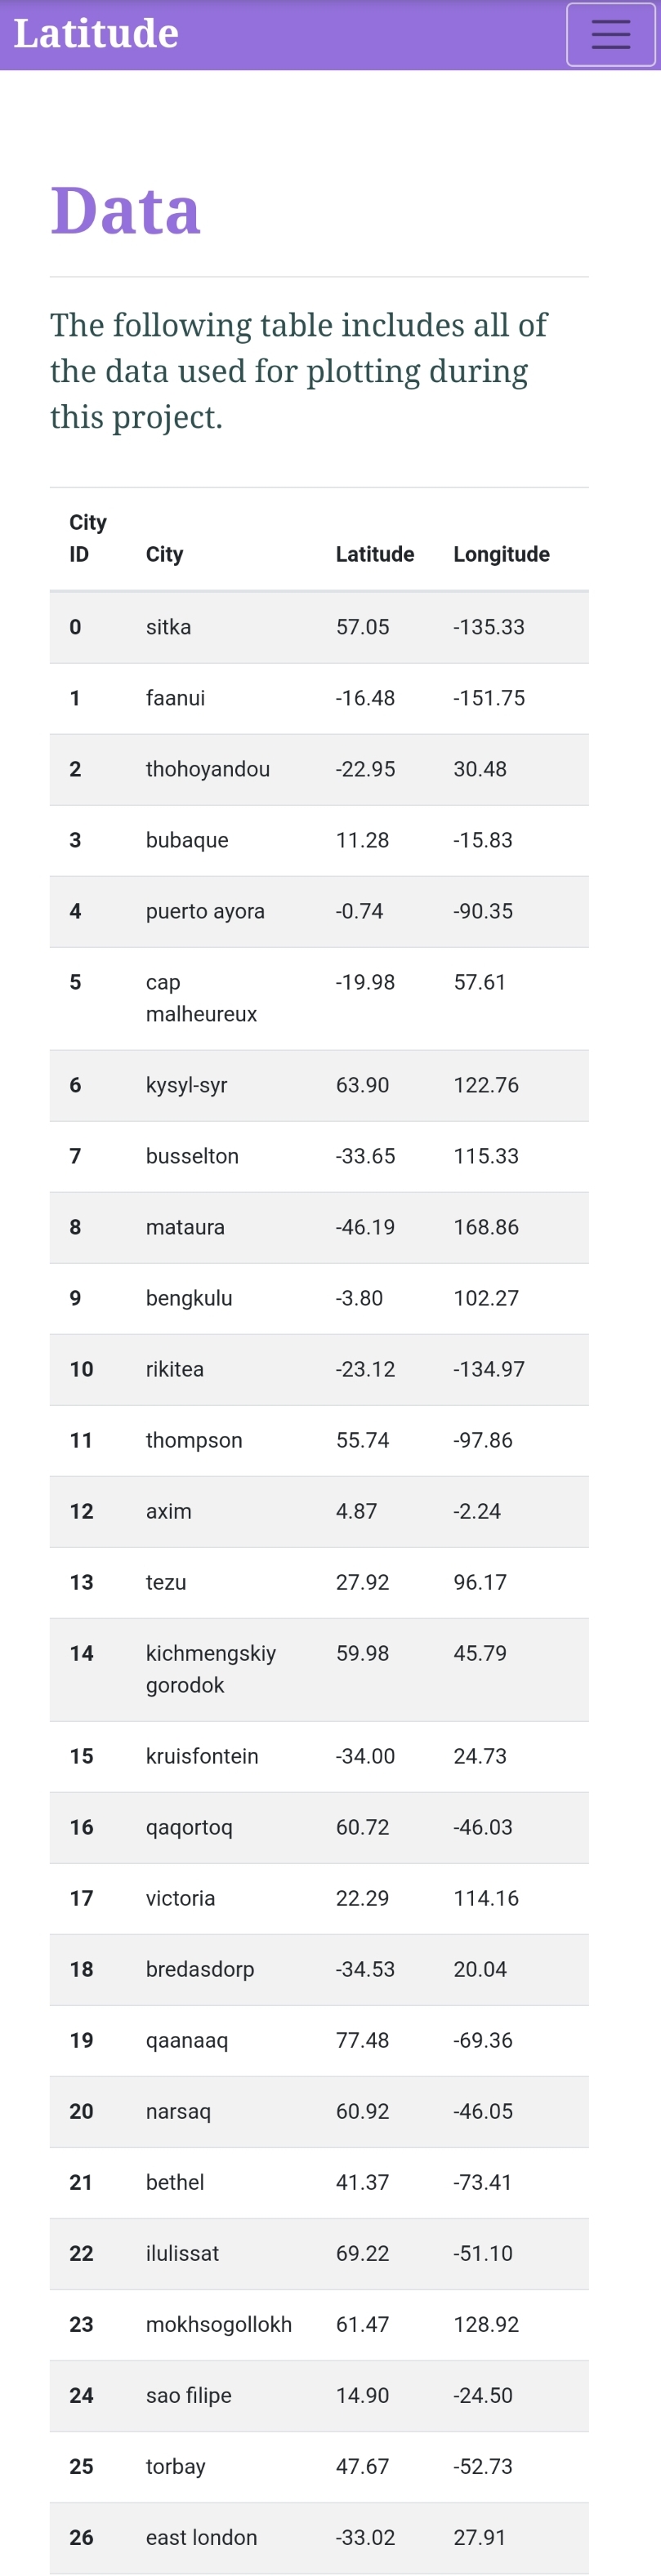 Latitude
Data
The following table includes all of
the data used for plotting during
this project.
City ID City Latitude Longitude
0 sitka 57.05 -135.33
1 faanui -16.48 -151.75
2 thohoyandou -22.95 30.48
3 bubaque 11.28 -15.83
4 puerto ayora -0.74 -90.35
5 cap malheureux -19.98 57.61
6 kysyl-syr 63.90 122.76
7 busselton -33.65 115.33
8 mataura -46.19 168.86
9 bengkulu -3.80 102.27
10 rikitea -23.12 -134.97
11 thompson 55.74 -97.86
12 axim 4.87 -2.24
13 tezu 27.92 96.17
14 kichmengskiy gorodok 59.98 45.79
15 kruisfontein -34.00 24.73
16 qaqortoq 60.72 -46.03
17 victoria 22.29 114.16
18 bredasdorp -34.53 20.04
19 qaanaaq 77.48 -69.36
20 narsaq 60.92 -46.05
21 bethel 41.37 -73.41
22 ilulissat 69.22 -51.10
23 mokhsogollokh 61.47 128.92
24 sao filipe 14.90 -24.50
25 torbay 47.67 -52.73
26 east london -33.02 27.91